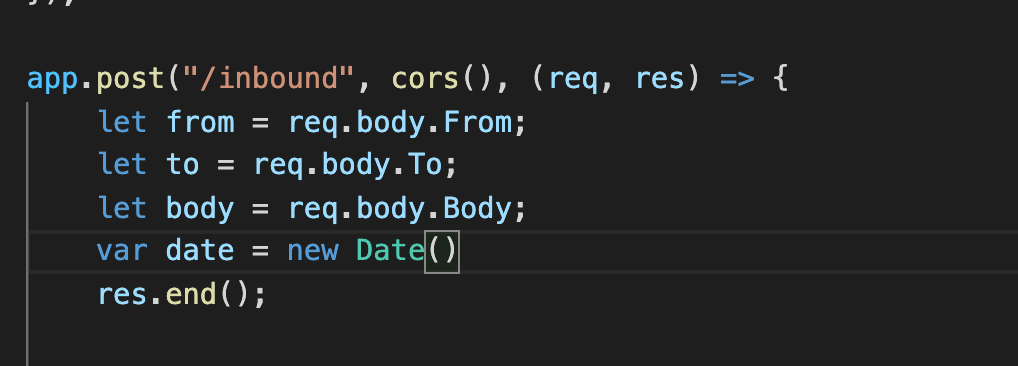 });
app.post("/inbound", cors(), (req, res) => {
    let from = req.body.From;
    let to = req.body.To;
    let body = req.body.Body;
    var date = new Date()
    res.end();